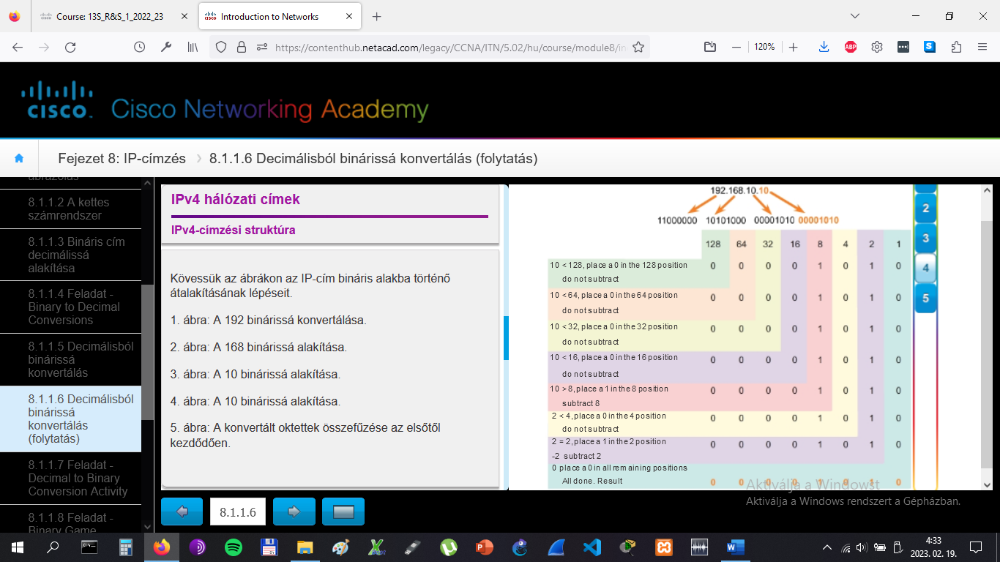 Course: 13S_R&S_1_2022_23
Introduction to Networks
https://contenthub.netacad.com/legacy/CCNA/ITN/5.02/hu/course/module8/in
120%
ABP
S
CISCO
Cisco Networking Academy
Fejezet 8: IP-címzés
8.1.1.6 Decimálisból binárissá konvertálás (folytatás)
ábrázolás
8.1.1.2 A kettes
számrendszer
8.1.1.3 Bináris cím
decimálissá
alakítása
8.1.1.4 Feladat -
Binary to Decimal
Conversions
8.1.1.5 Decimálisból
binárissá
konvertálás
8.1.1.6 Decimálisból
binárissá
konvertálás
(folytatás)
8.1.1.7 Feladat -
Decimal to Binary
Conversion Activity
8.1.1.8 Feladat -
Binary Game
IPv4 hálózati címek
IPv4-címzési struktúra
Kövessük az ábrákon az IP-cím bináris alakba történő
átalakításának lépéseit.
1. ábra: A 192 binárissá konvertálása.
2. ábra: A 168 binárissá alakítása.
3. ábra: A 10 binárissá alakítása.
4. ábra: A 10 binárissá alakítása.
5. ábra: A konvertált oktettek összefűzése az elsőtől
kezdődően.
8.1.1.6
192.168.10.10
11000000 10101000 00001010 00001010
128 64 32 16 8 4 2 1
10 < 128, place a 0 in the 128 position 0 0 0 0 1 0 1 0
do not subtract
10 < 64, place a 0 in the 64 position 0 0 0 0 1 0 1 0
do not subtract
10 < 32, place a 0 in the 32 position 0 0 0 0 1 0 1 0
do not subtract
10 < 16, place a 0 in the 16 position 0 0 0 0 1 0 1 0
do not subtract
10 > 8, place a 1 in the 8 position 0 0 0 0 1 0 1 0
subtract 8
2 < 4, place a 0 in the 4 position 0 0 0 0 1 0 1 0
do not subtract
2 = 2, place a 1 in the 2 position 0 0 0 0 1 0 1 0
-2 subtract 2
0 place a 0 in all remaining positions
All done. Result 0 0 0 0 1 0 1 0
2
3
4
5
Aktiválja a Windowst
Aktiválja a Windows rendszert a Gépházban.
4:33
2023. 02. 19.